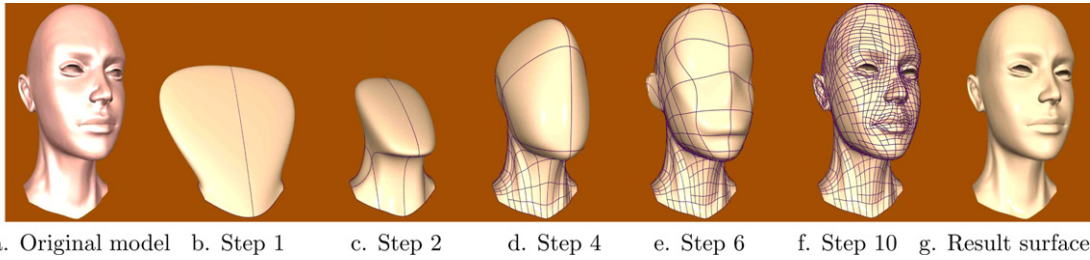 . Original model b. Step 1 c. Step 2 d. Step 4 e. Step 6 f. Step 10 g. Result surface